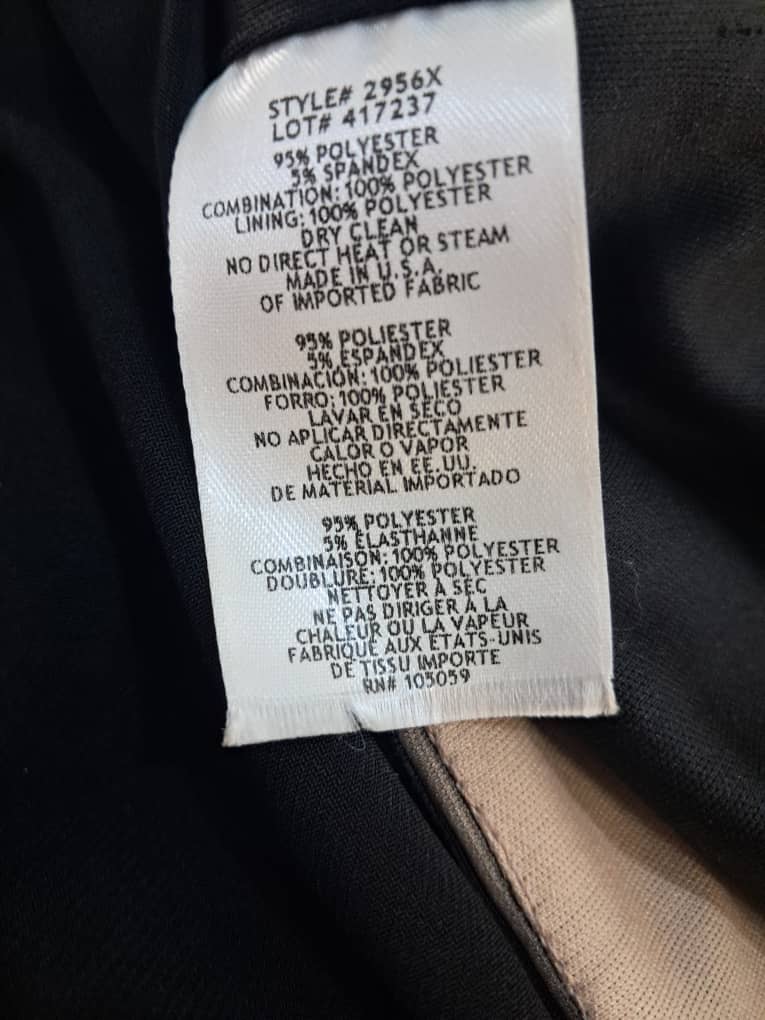 STYLE# 2956X
LOT# 417237
95% POLYESTER
5% SPANDEX
COMBINATION: 100% POLYESTER
LINING: 100% POLYESTER
DRY CLEAN
NO DIRECT HEAT OR STEAM
MADE IN U.S.A.
OF IMPORTED FABRIC
95% POLIESTER
5% ESPANDEX
COMBINACIÓN: 100% POLIESTER
FORRO: 100% POLIESTER
LAVAR EN SECO
NO APLICAR DIRECTAMENTE
CALOR O VAPOR
HECHO EN EE.UU.
DE MATERIAL IMPORTADO
95% POLYESTER
5% ÉLASTHANNE
COMBINAISON: 100% POLYESTER
DOUBLURE: 100% POLYESTER
NETTOYER À SEC
NE PAS DIRIGER À LA
CHALEUR OU LA VAPEUR
FABRIQUÉ AUX ÉTATS-UNIS
DE TISSU IMPORTÉ
RN# 105059